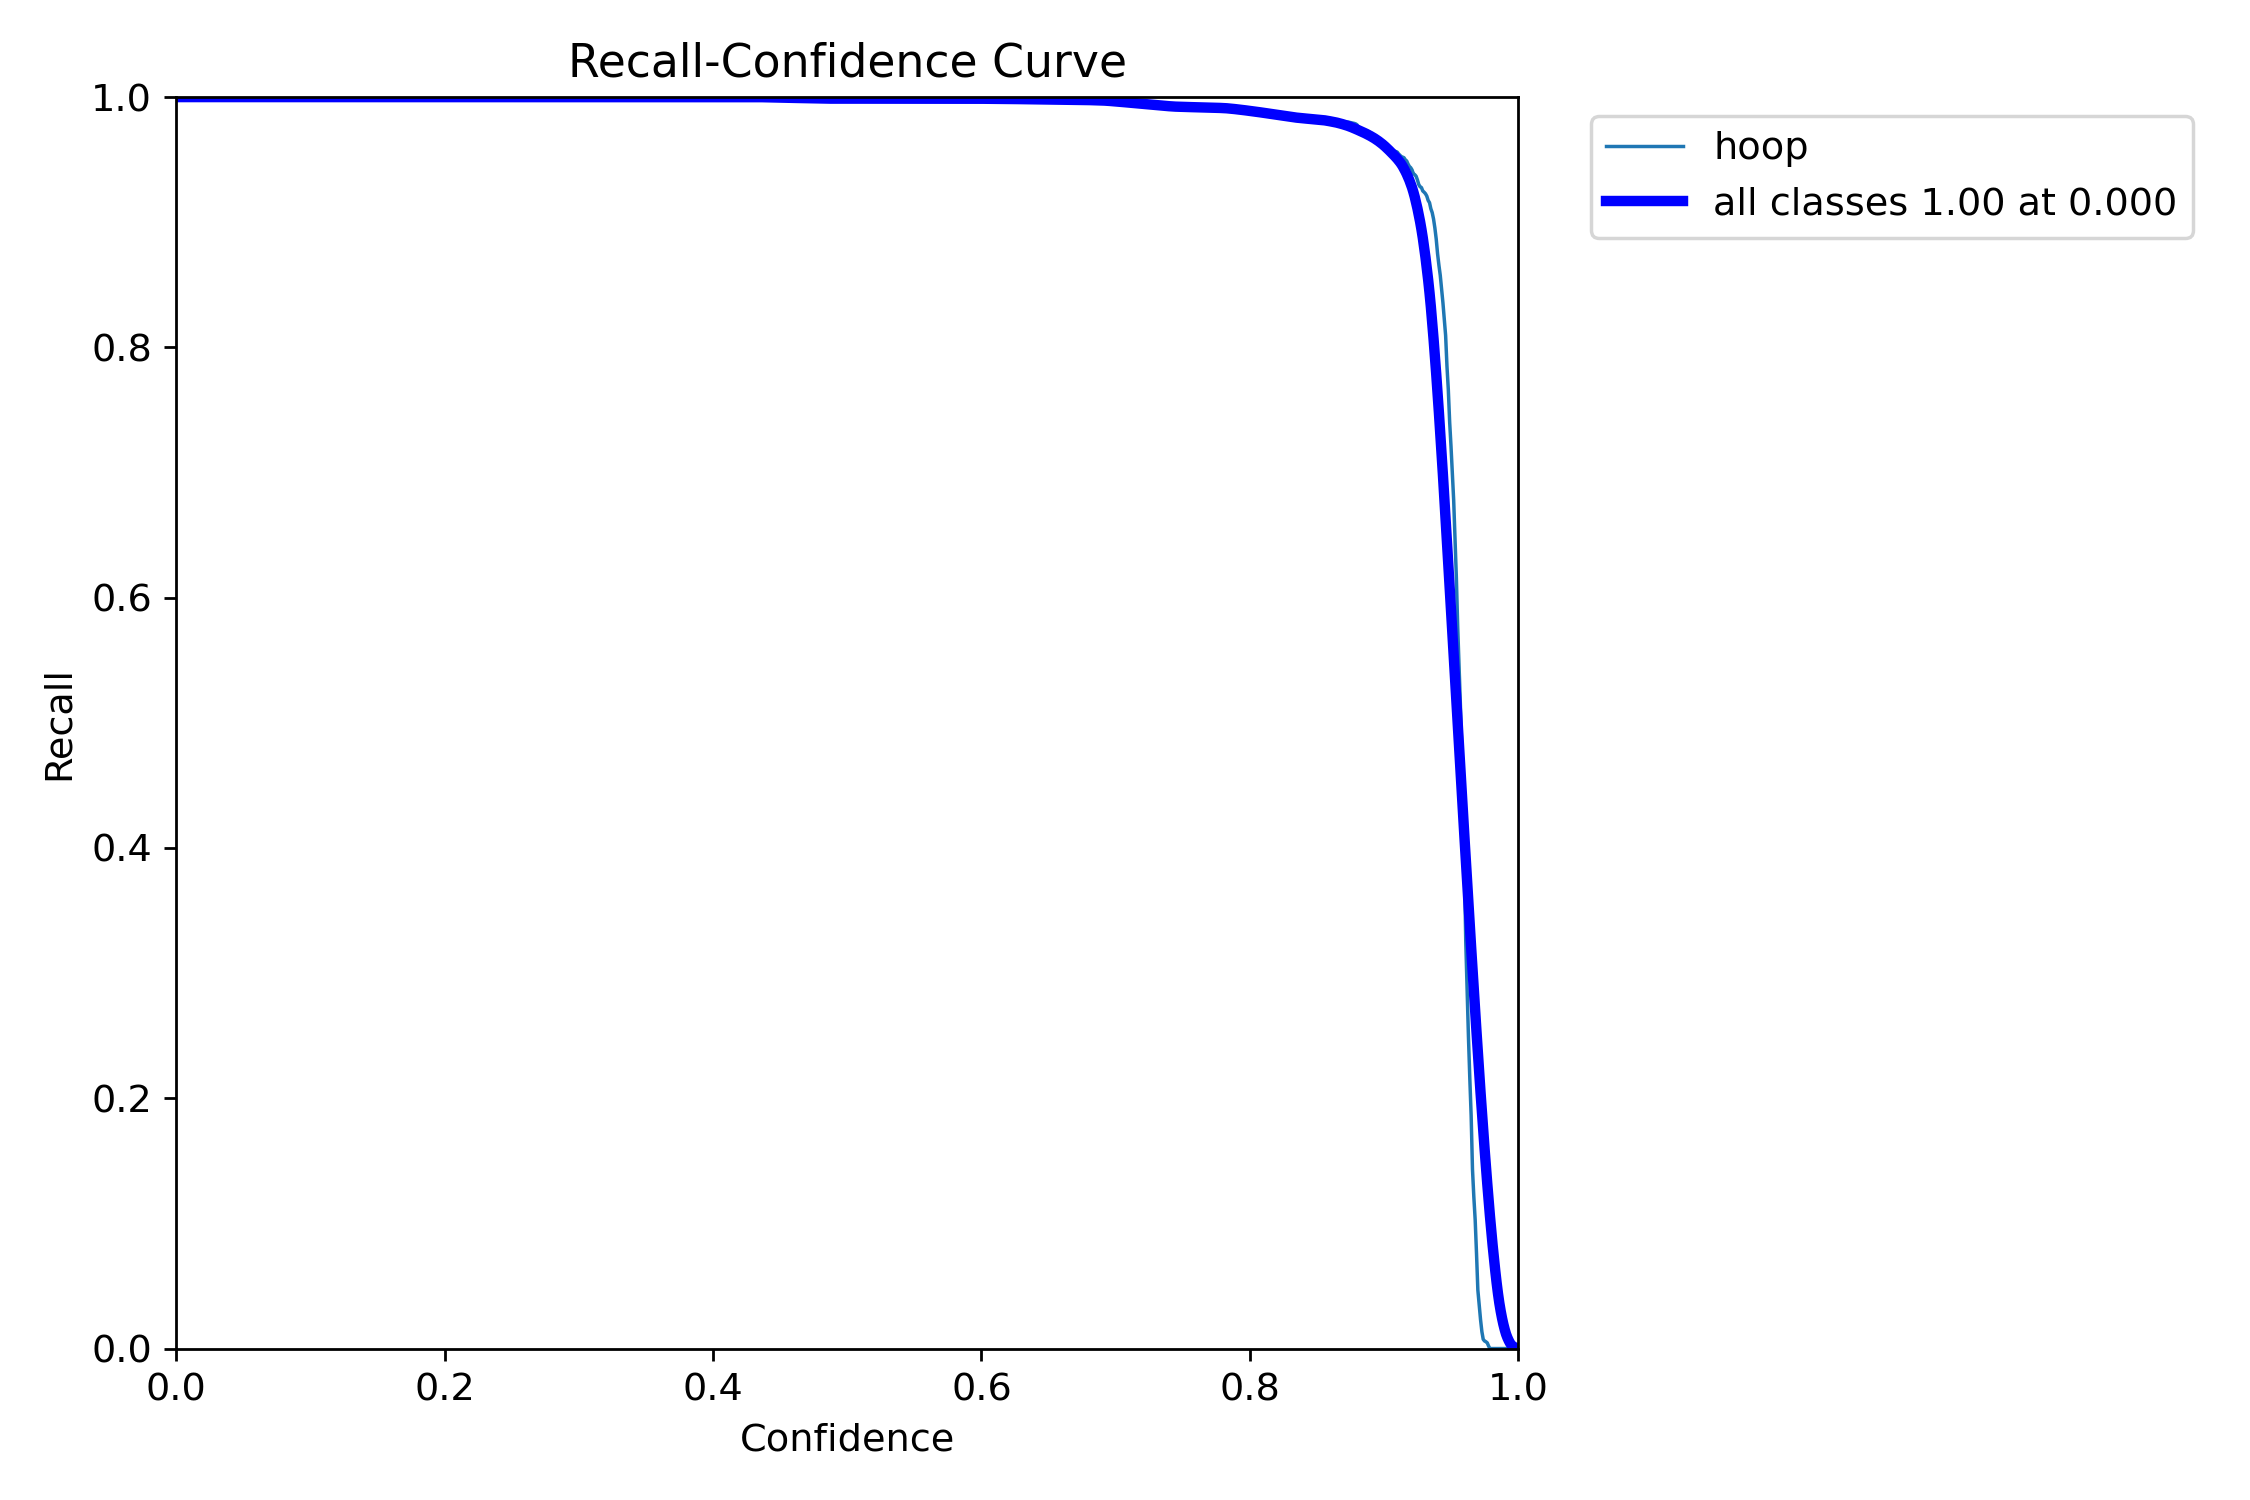 Recall-Confidence Curve
1.0
0.8
0.6
0.4
0.2
0.0
Recall
0.0 0.2 0.4 0.6 0.8 1.0
Confidence
hoop
all classes 1.00 at 0.000